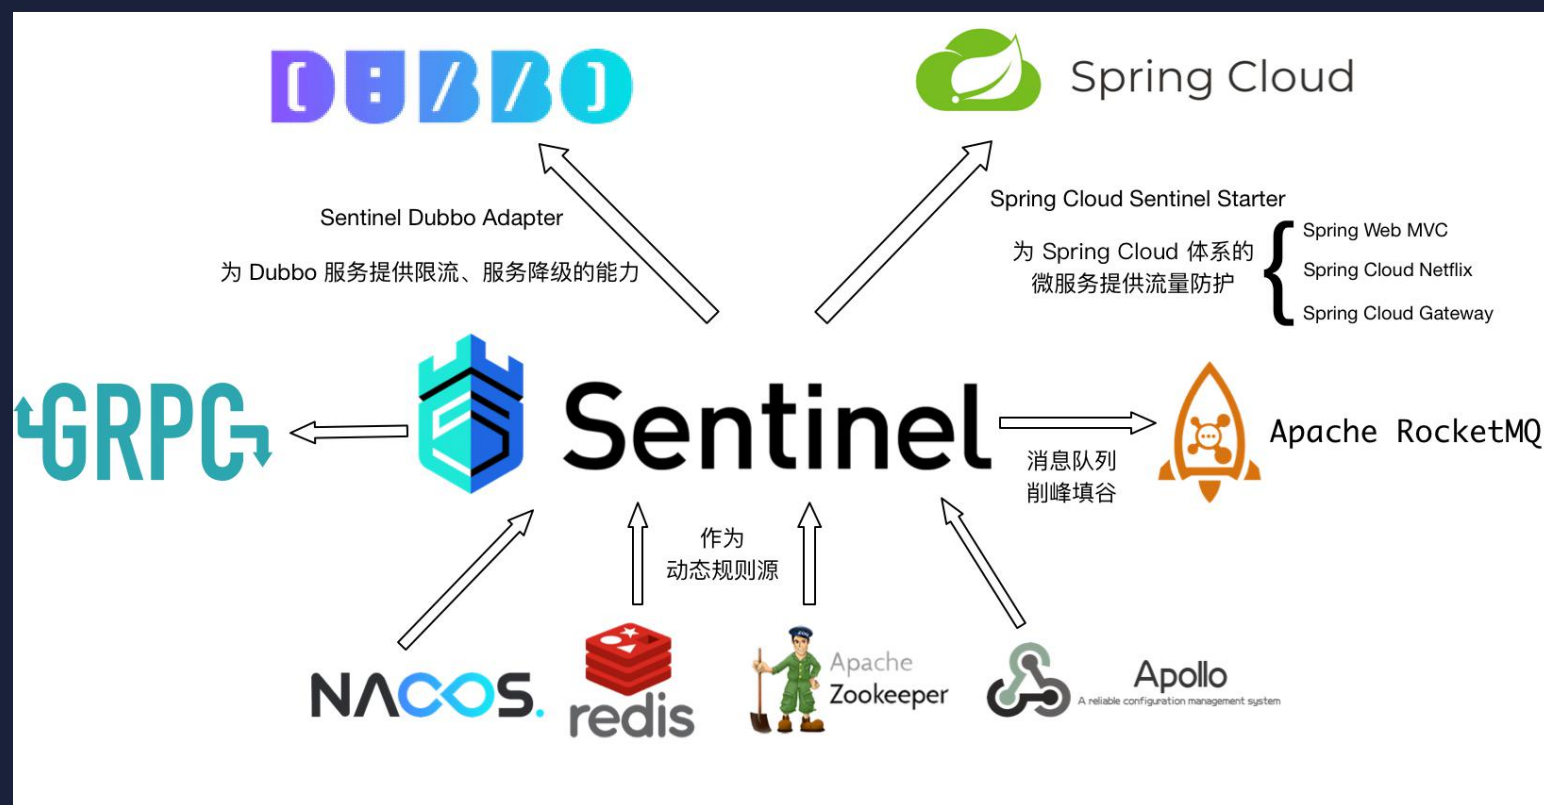 DUBBO
Spring Cloud
Sentinel Dubbo Adapter
为 Dubbo 服务提供限流、服务降级的能力
Spring Cloud Sentinel Starter
为 Spring Cloud 体系的
微服务提供流量防护
Spring Web MVC
Spring Cloud Netflix
Spring Cloud Gateway
GRPC
Sentinel
消息队列
削峰填谷
Apache RocketMQ
作为
动态规则源
NACOS.
redis
Apache
Zookeeper
Apollo
A reliable configuration management system